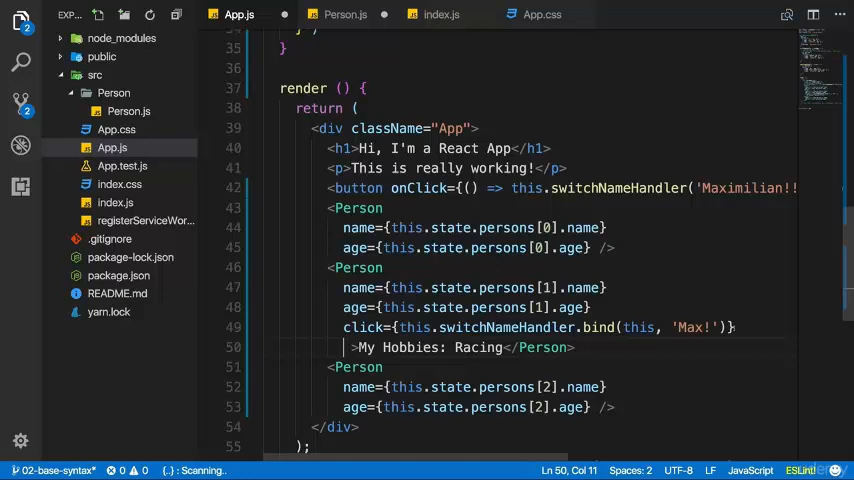 EXP...
App.js
Person.js
index.js
App.css
2
node_modules
public
src
Person
Person.js
App.css
2
App.js
App.test.js
index.css
index.js
registerServiceWor...
.gitignore
package-lock.json
package.json
README.md
yarn.lock
35 }
36
37 render () {
38 return (
39 <div className="App">
40 <h1>Hi, I'm a React App</h1>
41 <p>This is really working!</p>
42 <button onClick={() => this.switchNameHandler('Maximilian!!
43 <Person
44 name={this.state.persons[0].name}
45 age={this.state.persons[0].age} />
46 <Person
47 name={this.state.persons[1].name}
48 age={this.state.persons[1].age}
49 click={this.switchNameHandler.bind(this, 'Max!')}
50 >My Hobbies: Racing</Person>
51 <Person
52 name={this.state.persons[2].name}
53 age={this.state.persons[2].age} />
54 </div>
55 );
02-base-syntax* 0 0 {..} : Scanning.. Ln 50, Col 11 Spaces: 2 UTF-8 LF JavaScript ESLint!
udemy